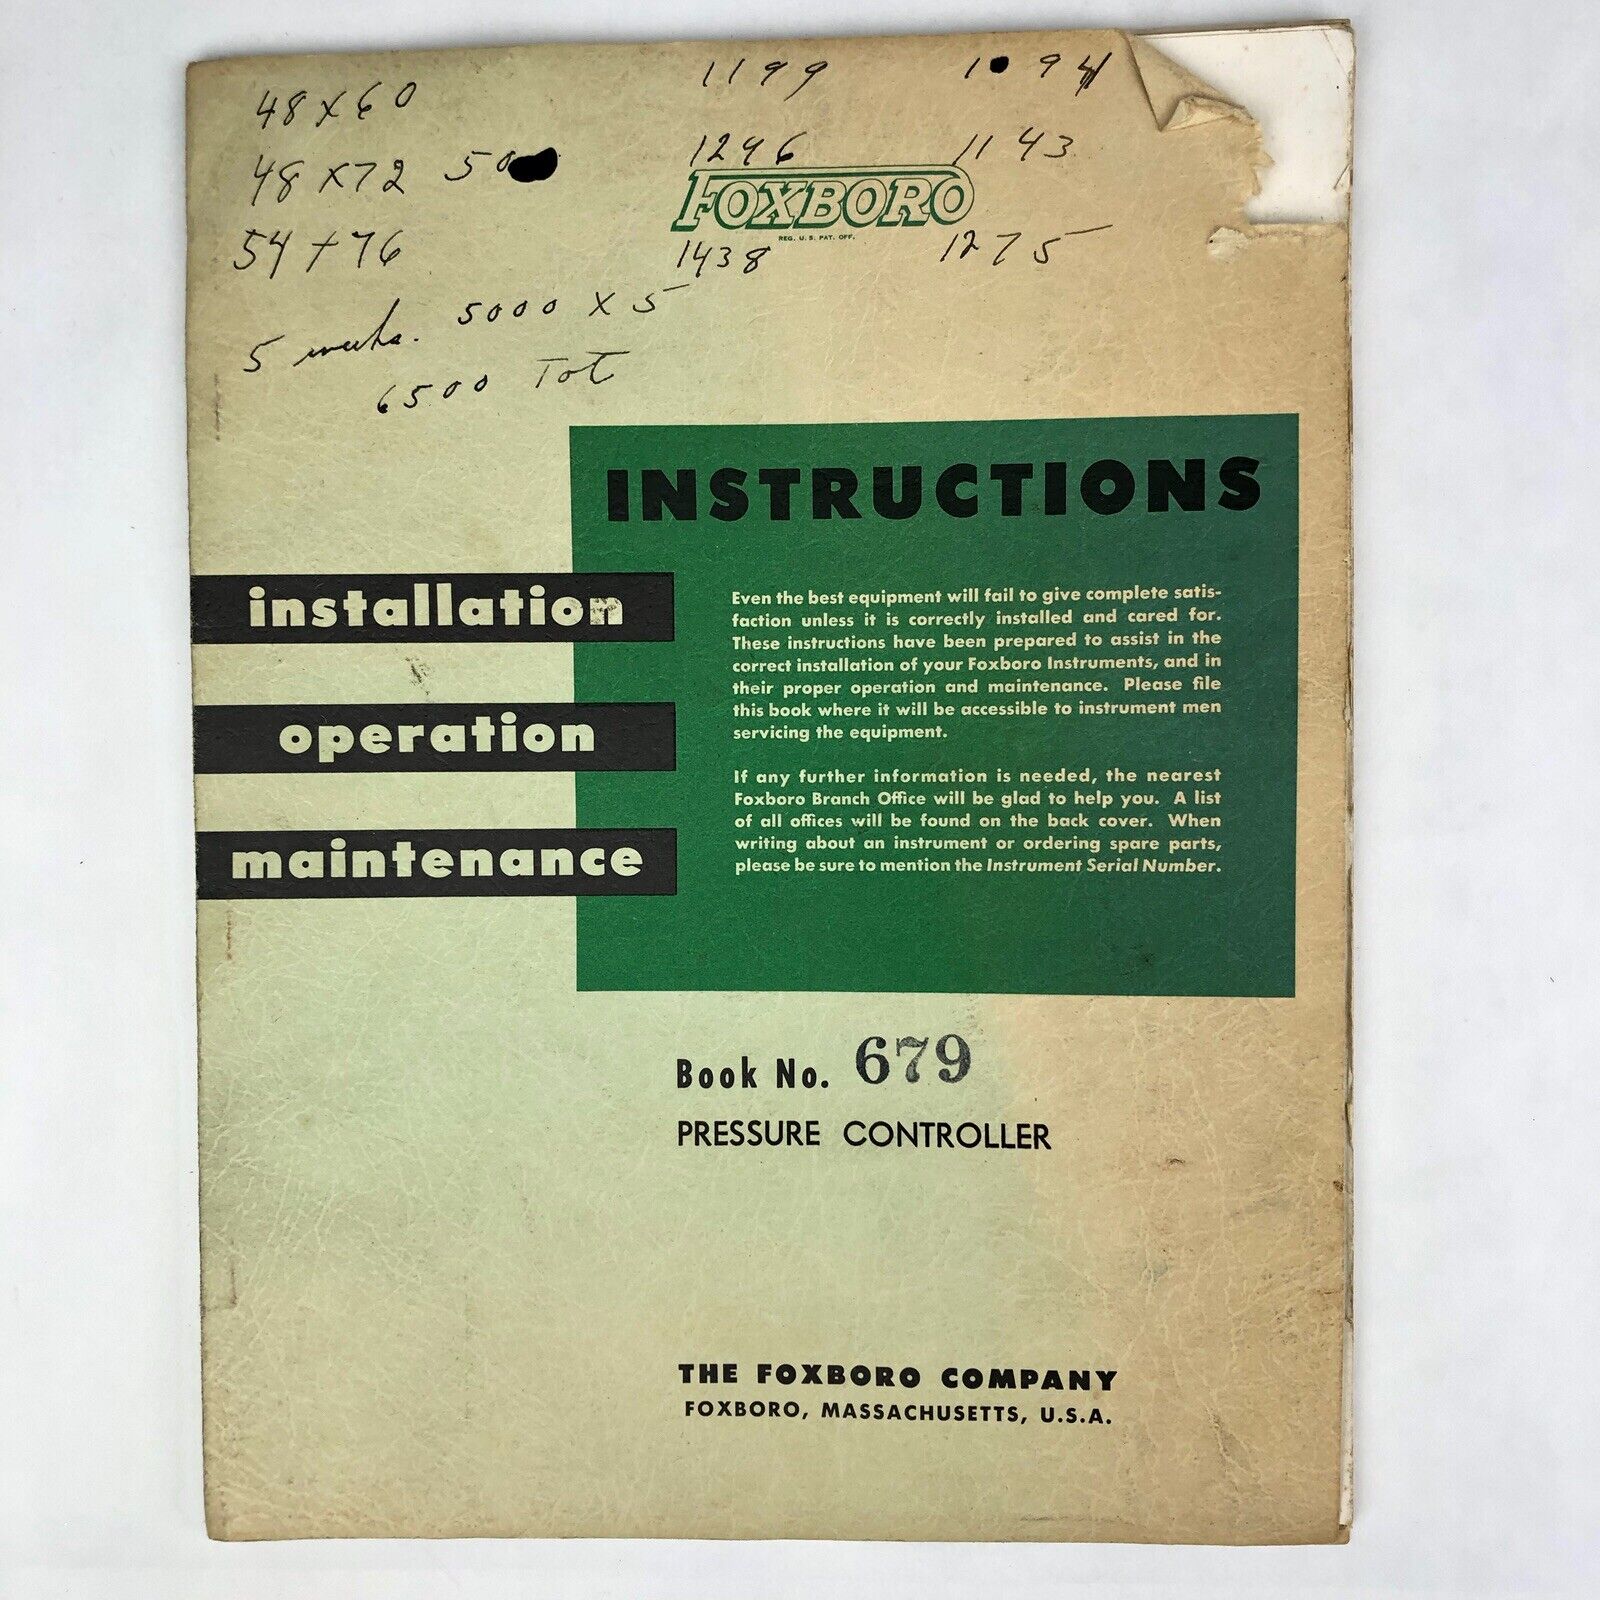 48 x 60
1199
48 x 72 50
1296
1143
FOXBORO
REG. U. S. PAT. OFF.
54 + 76
1438
1275
5 weeks. 5000 x 5
6500 Tot
INSTRUCTIONS
installation
operation
maintenance
Even the best equipment will fail to give complete satis-
faction unless it is correctly installed and cared for.
These instructions have been prepared to assist in the
correct installation of your Foxboro Instruments, and in
their proper operation and maintenance. Please file
this book where it will be accessible to instrument men
servicing the equipment.
If any further information is needed, the nearest
Foxboro Branch Office will be glad to help you. A list
of all offices will be found on the back cover. When
writing about an instrument or ordering spare parts,
please be sure to mention the Instrument Serial Number.
Book No. 679
PRESSURE CONTROLLER
THE FOXBORO COMPANY
FOXBORO, MASSACHUSETTS, U.S.A.